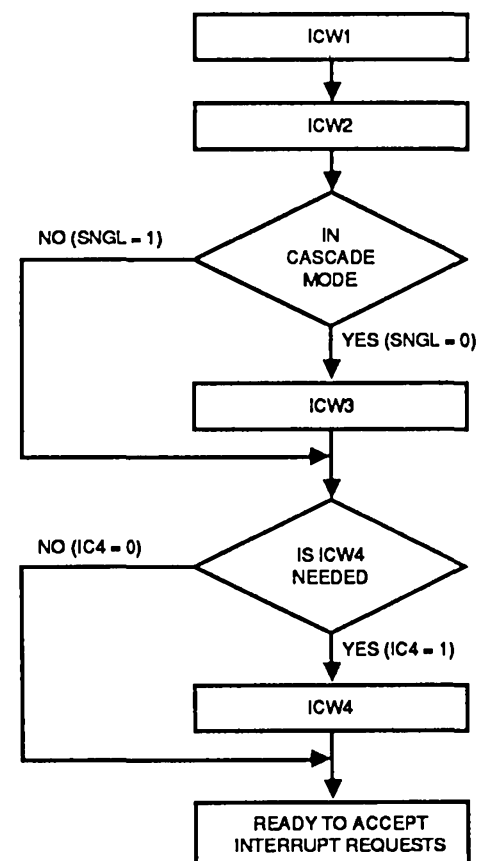 ICW1
ICW2
NO (SNGL = 1)
IN
CASCADE
MODE
YES (SNGL = 0)
ICW3
NO (IC4 = 0)
IS ICW4
NEEDED
YES (IC4 = 1)
ICW4
READY TO ACCEPT
INTERRUPT REQUESTS